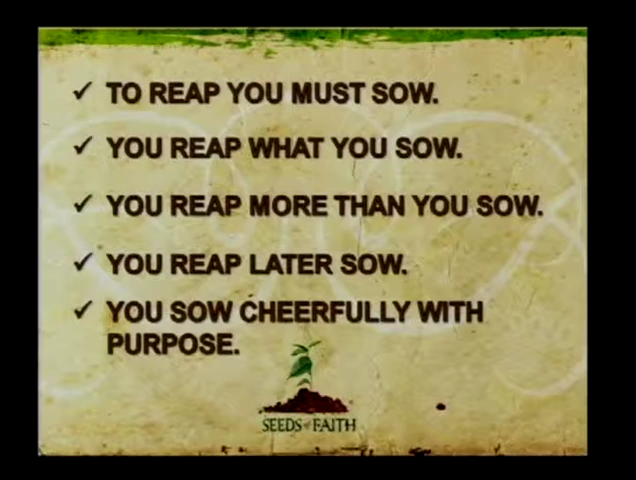 TO REAP YOU MUST SOW.
YOU REAP WHAT YOU SOW.
YOU REAP MORE THAN YOU SOW.
YOU REAP LATER SOW.
YOU SOW CHEERFULLY WITH
PURPOSE.
SEEDS of FAITH